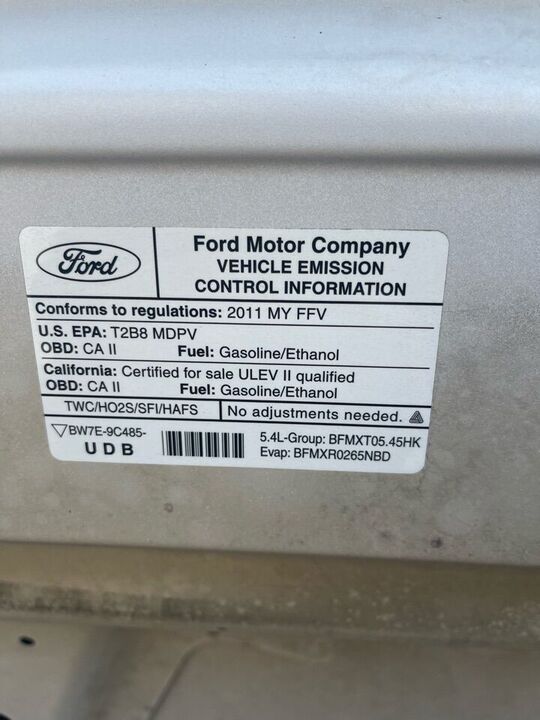 Ford
Ford Motor Company
VEHICLE EMISSION
CONTROL INFORMATION
Conforms to regulations: 2011 MY FFV
U.S. EPA: T2B8 MDPV
OBD: CA II Fuel: Gasoline/Ethanol
California: Certified for sale ULEV II qualified
OBD: CA II Fuel: Gasoline/Ethanol
TWC/HO2S/SFI/HAFS No adjustments needed.
BW7E-9C485-
UDB
5.4L-Group: BFMXT05.45HK
Evap: BFMXR0265NBD